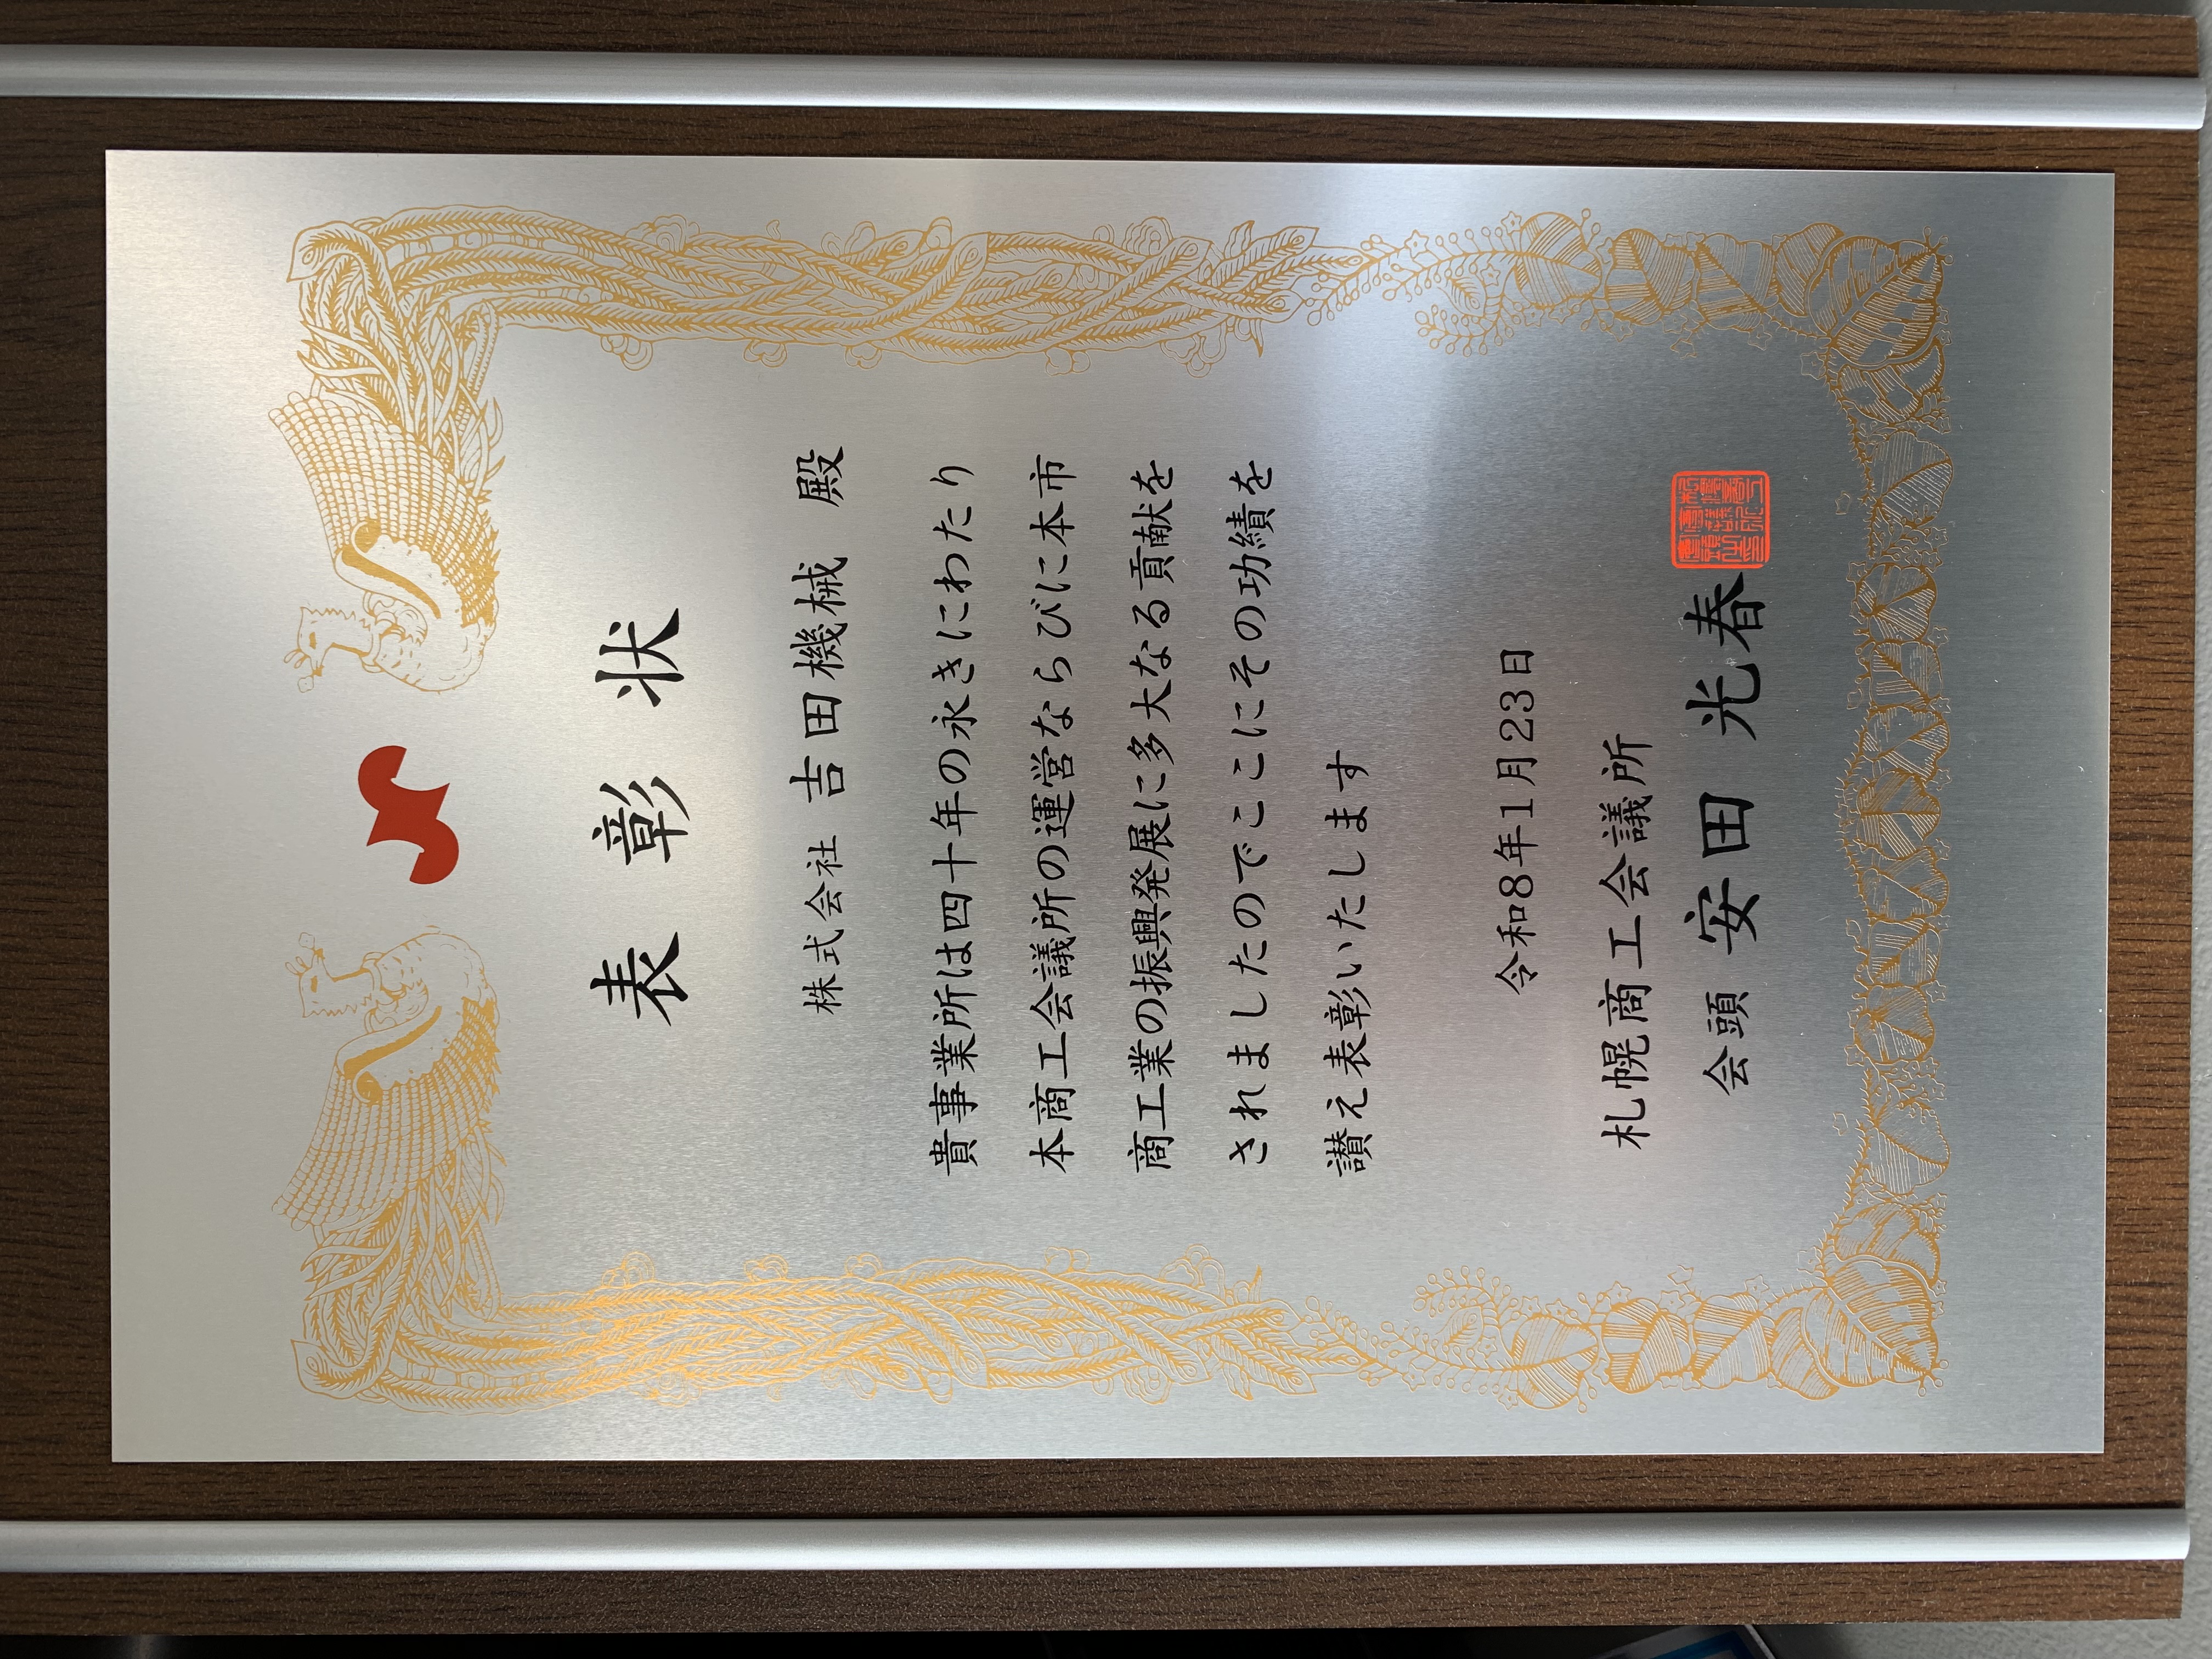 表彰状
株式会社 吉田機械 殿
貴事業所は四十年の永きにわたり
本商工会議所の運営ならびに本市
商工業の振興発展に多大なる貢献を
されましたのでここにその功績を
讃え表彰いたします
令和8年1月23日
札幌商工会議所
会頭 安田 光春